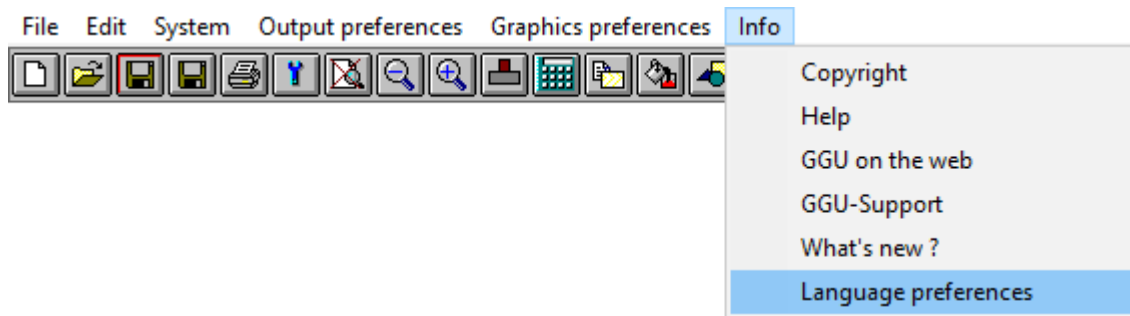 File Edit System Output preferences Graphics preferences Info
Copyright
Help
GGU on the web
GGU-Support
What's new ?
Language preferences